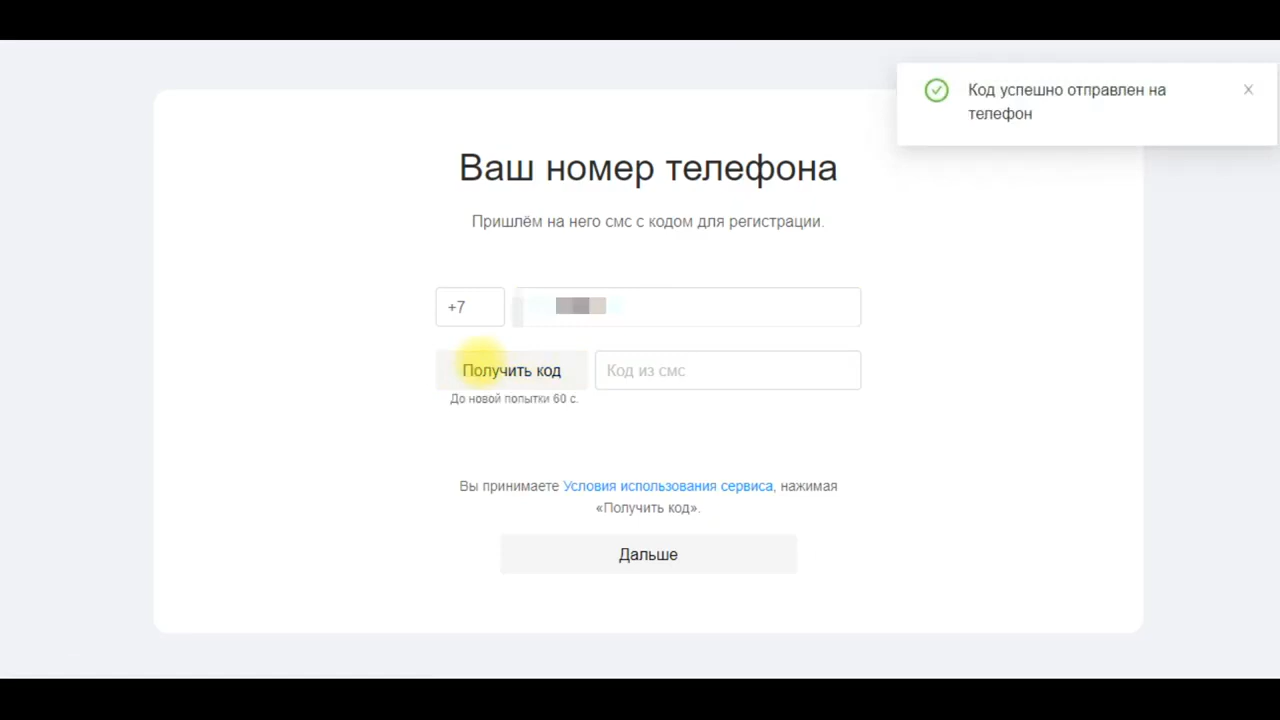 Код успешно отправлен на
телефон
Ваш номер телефона
Пришлём на него смс с кодом для регистрации.
+7
Получить код
Код из смс
До новой попытки 60 с.
Вы принимаете Условия использования сервиса, нажимая
«Получить код».
Дальше